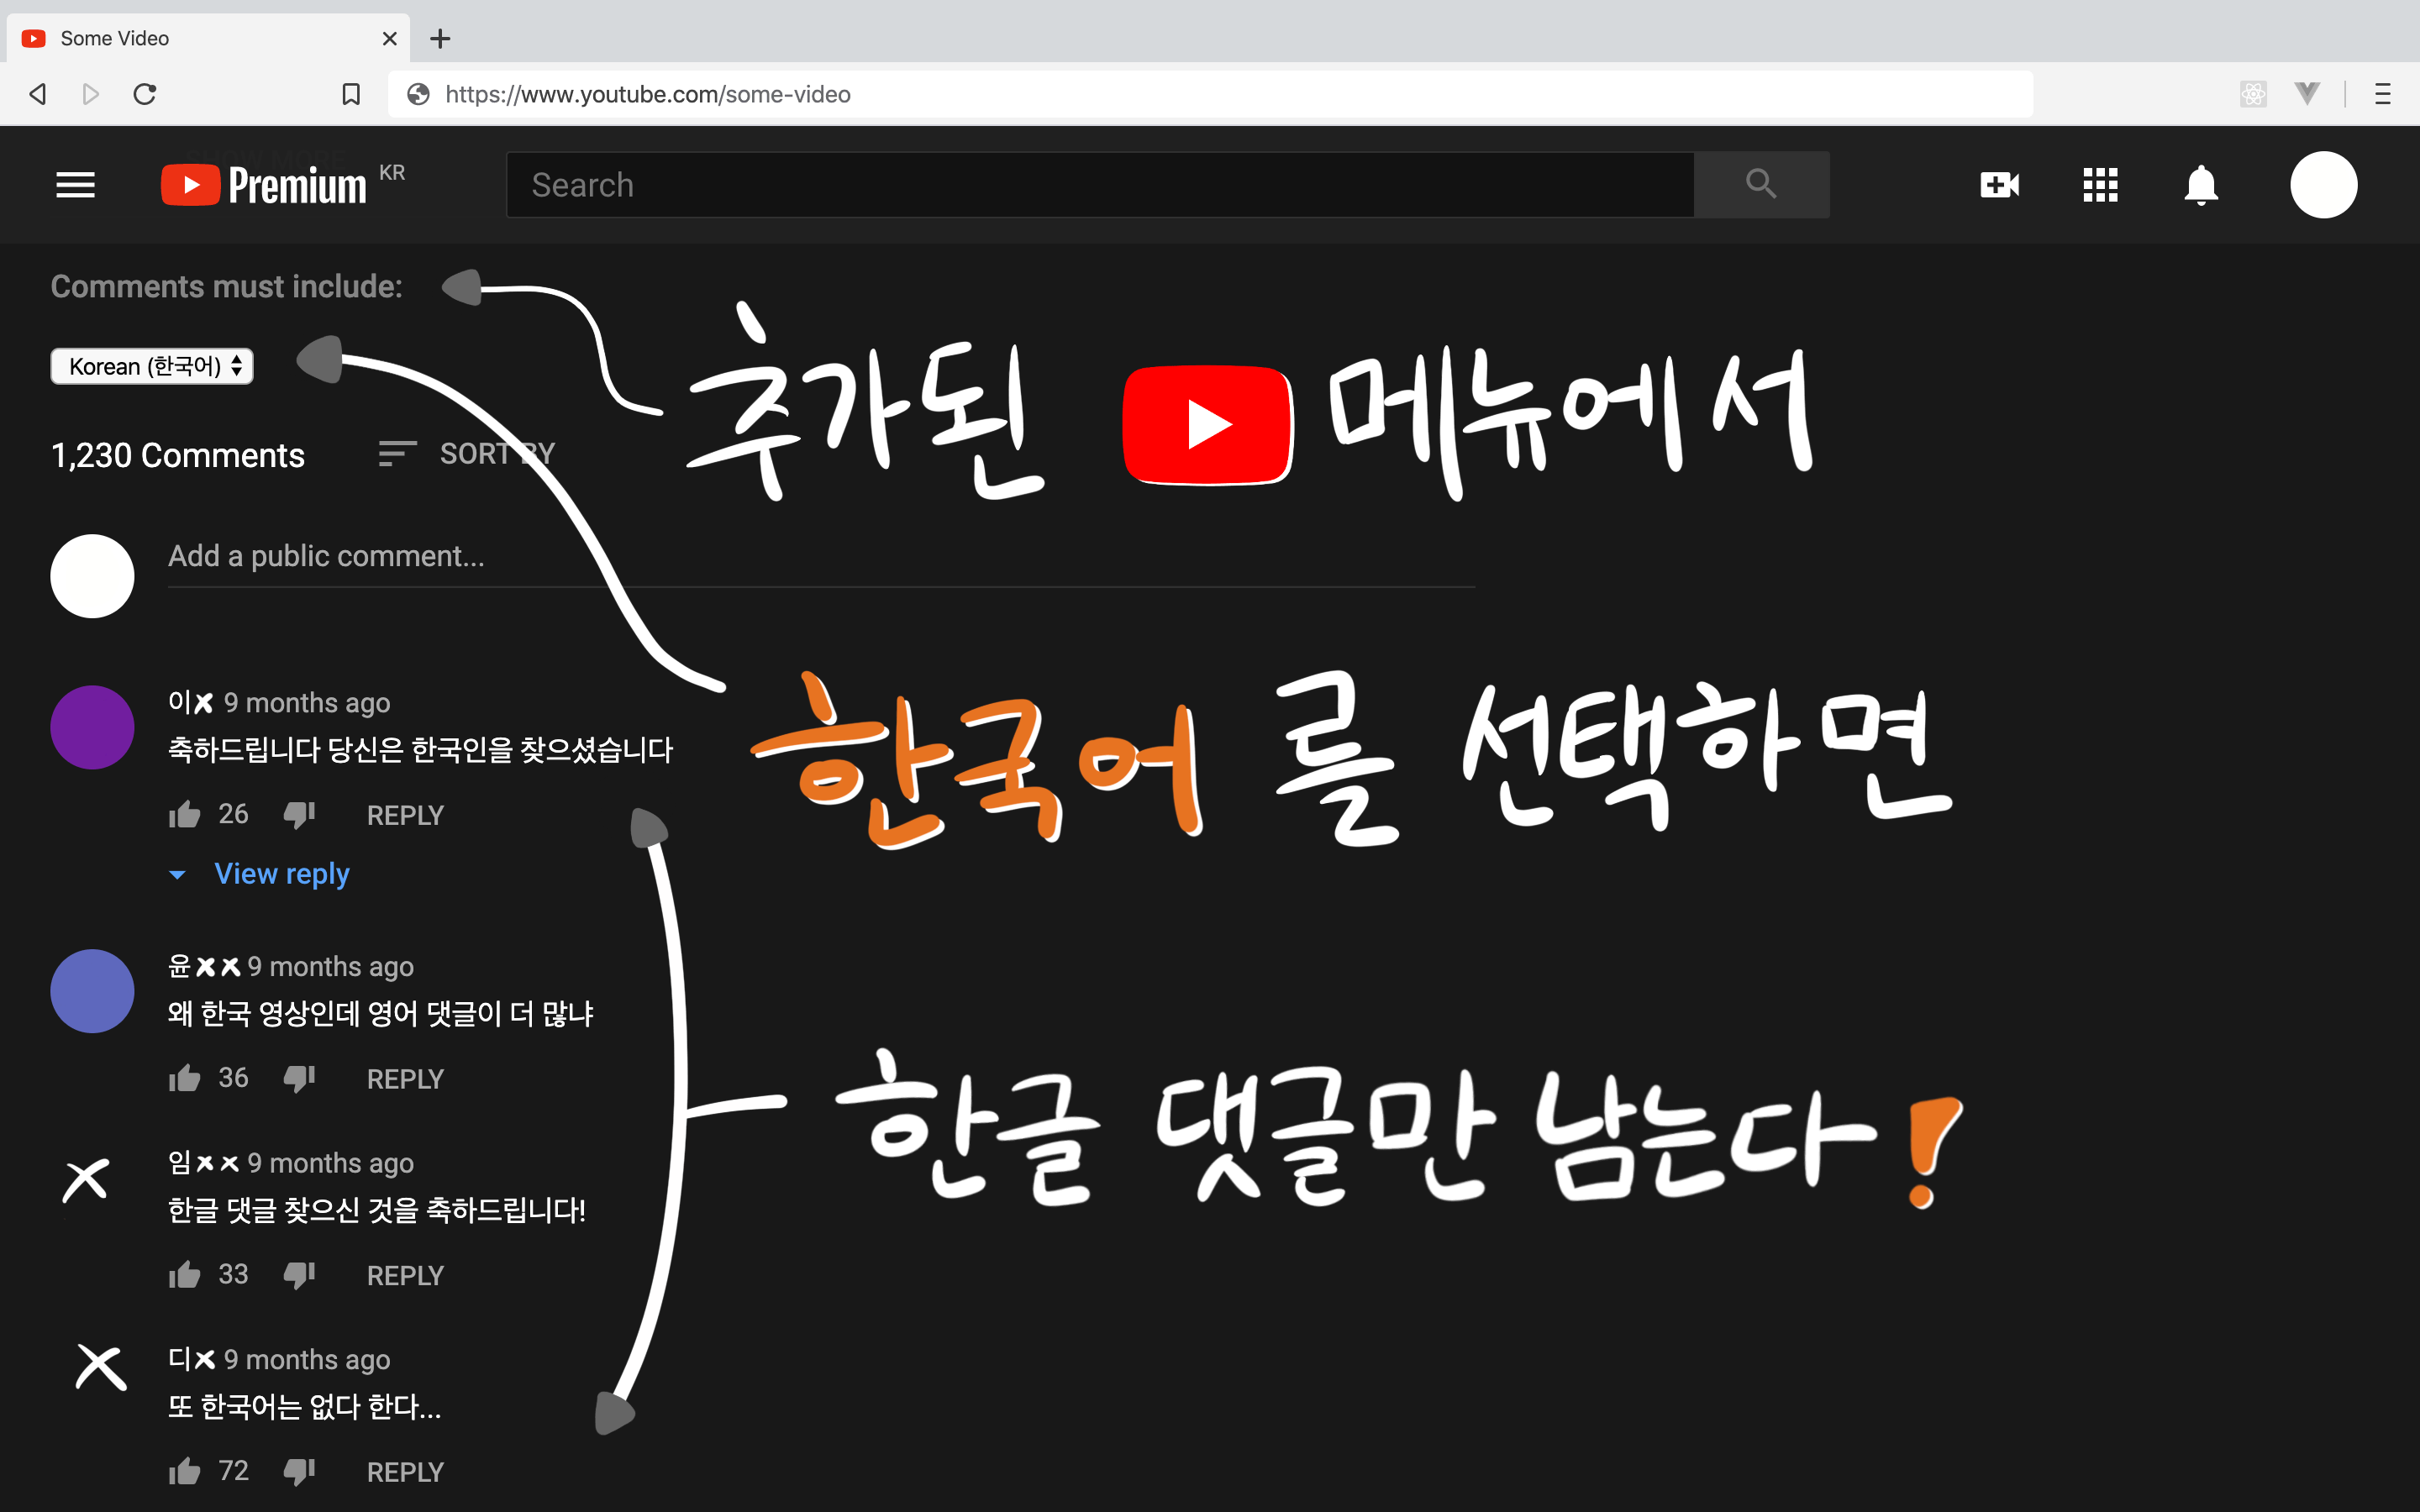 Some Video
https://www.youtube.com/some-video
Premium KR
Search
Comments must include:
Korean (한국어)
추가된 메뉴에서
1,230 Comments SORT BY
Add a public comment...
한국어를 선택하면
이 9 months ago
축하드립니다 당신은 한국인을 찾으셨습니다
26 REPLY
View reply
윤 9 months ago
왜 한국 영상인데 영어 댓글이 더 많냐
36 REPLY
한글 댓글만 남는다!
임 9 months ago
한글 댓글 찾으신 것을 축하드립니다!
33 REPLY
디 9 months ago
또 한국어는 없다 한다...
72 REPLY